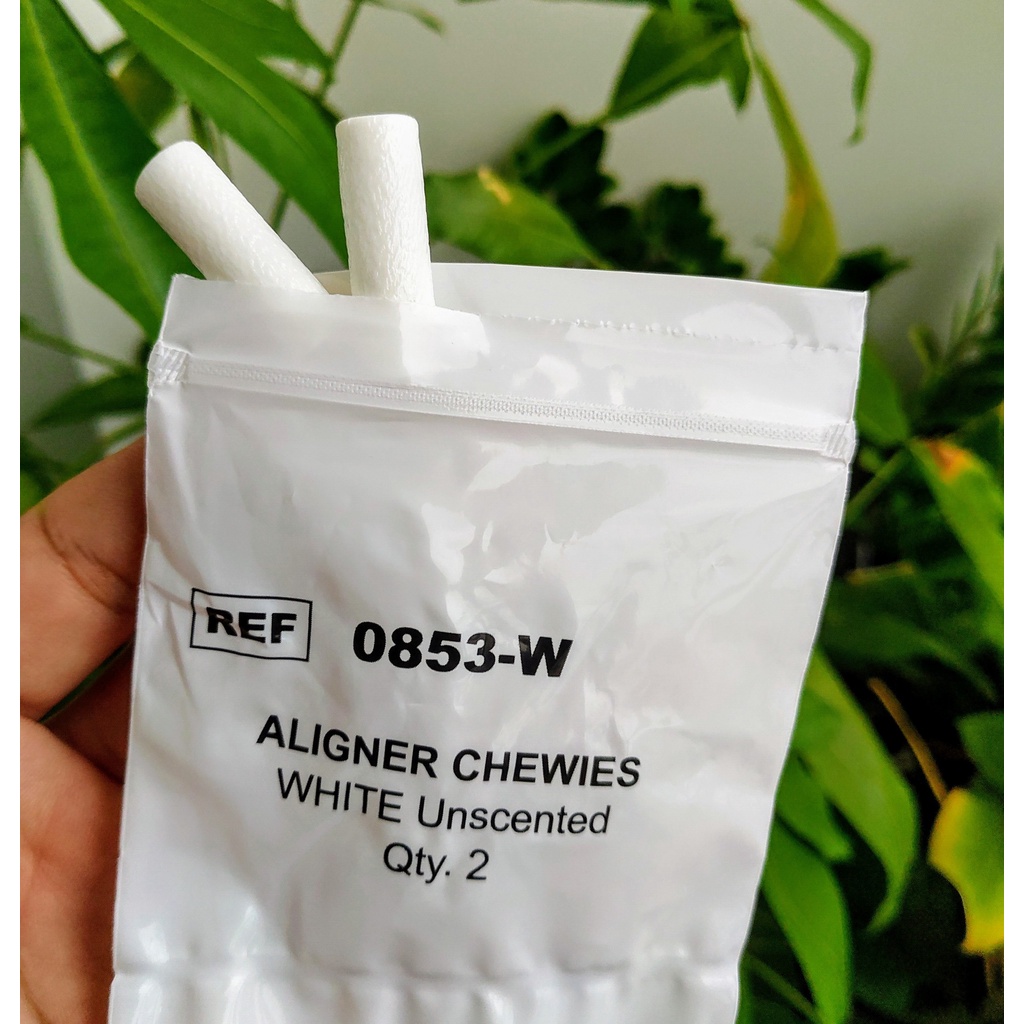 REF 0853-W
ALIGNER CHEWIES
WHITE Unscented
Qty. 2